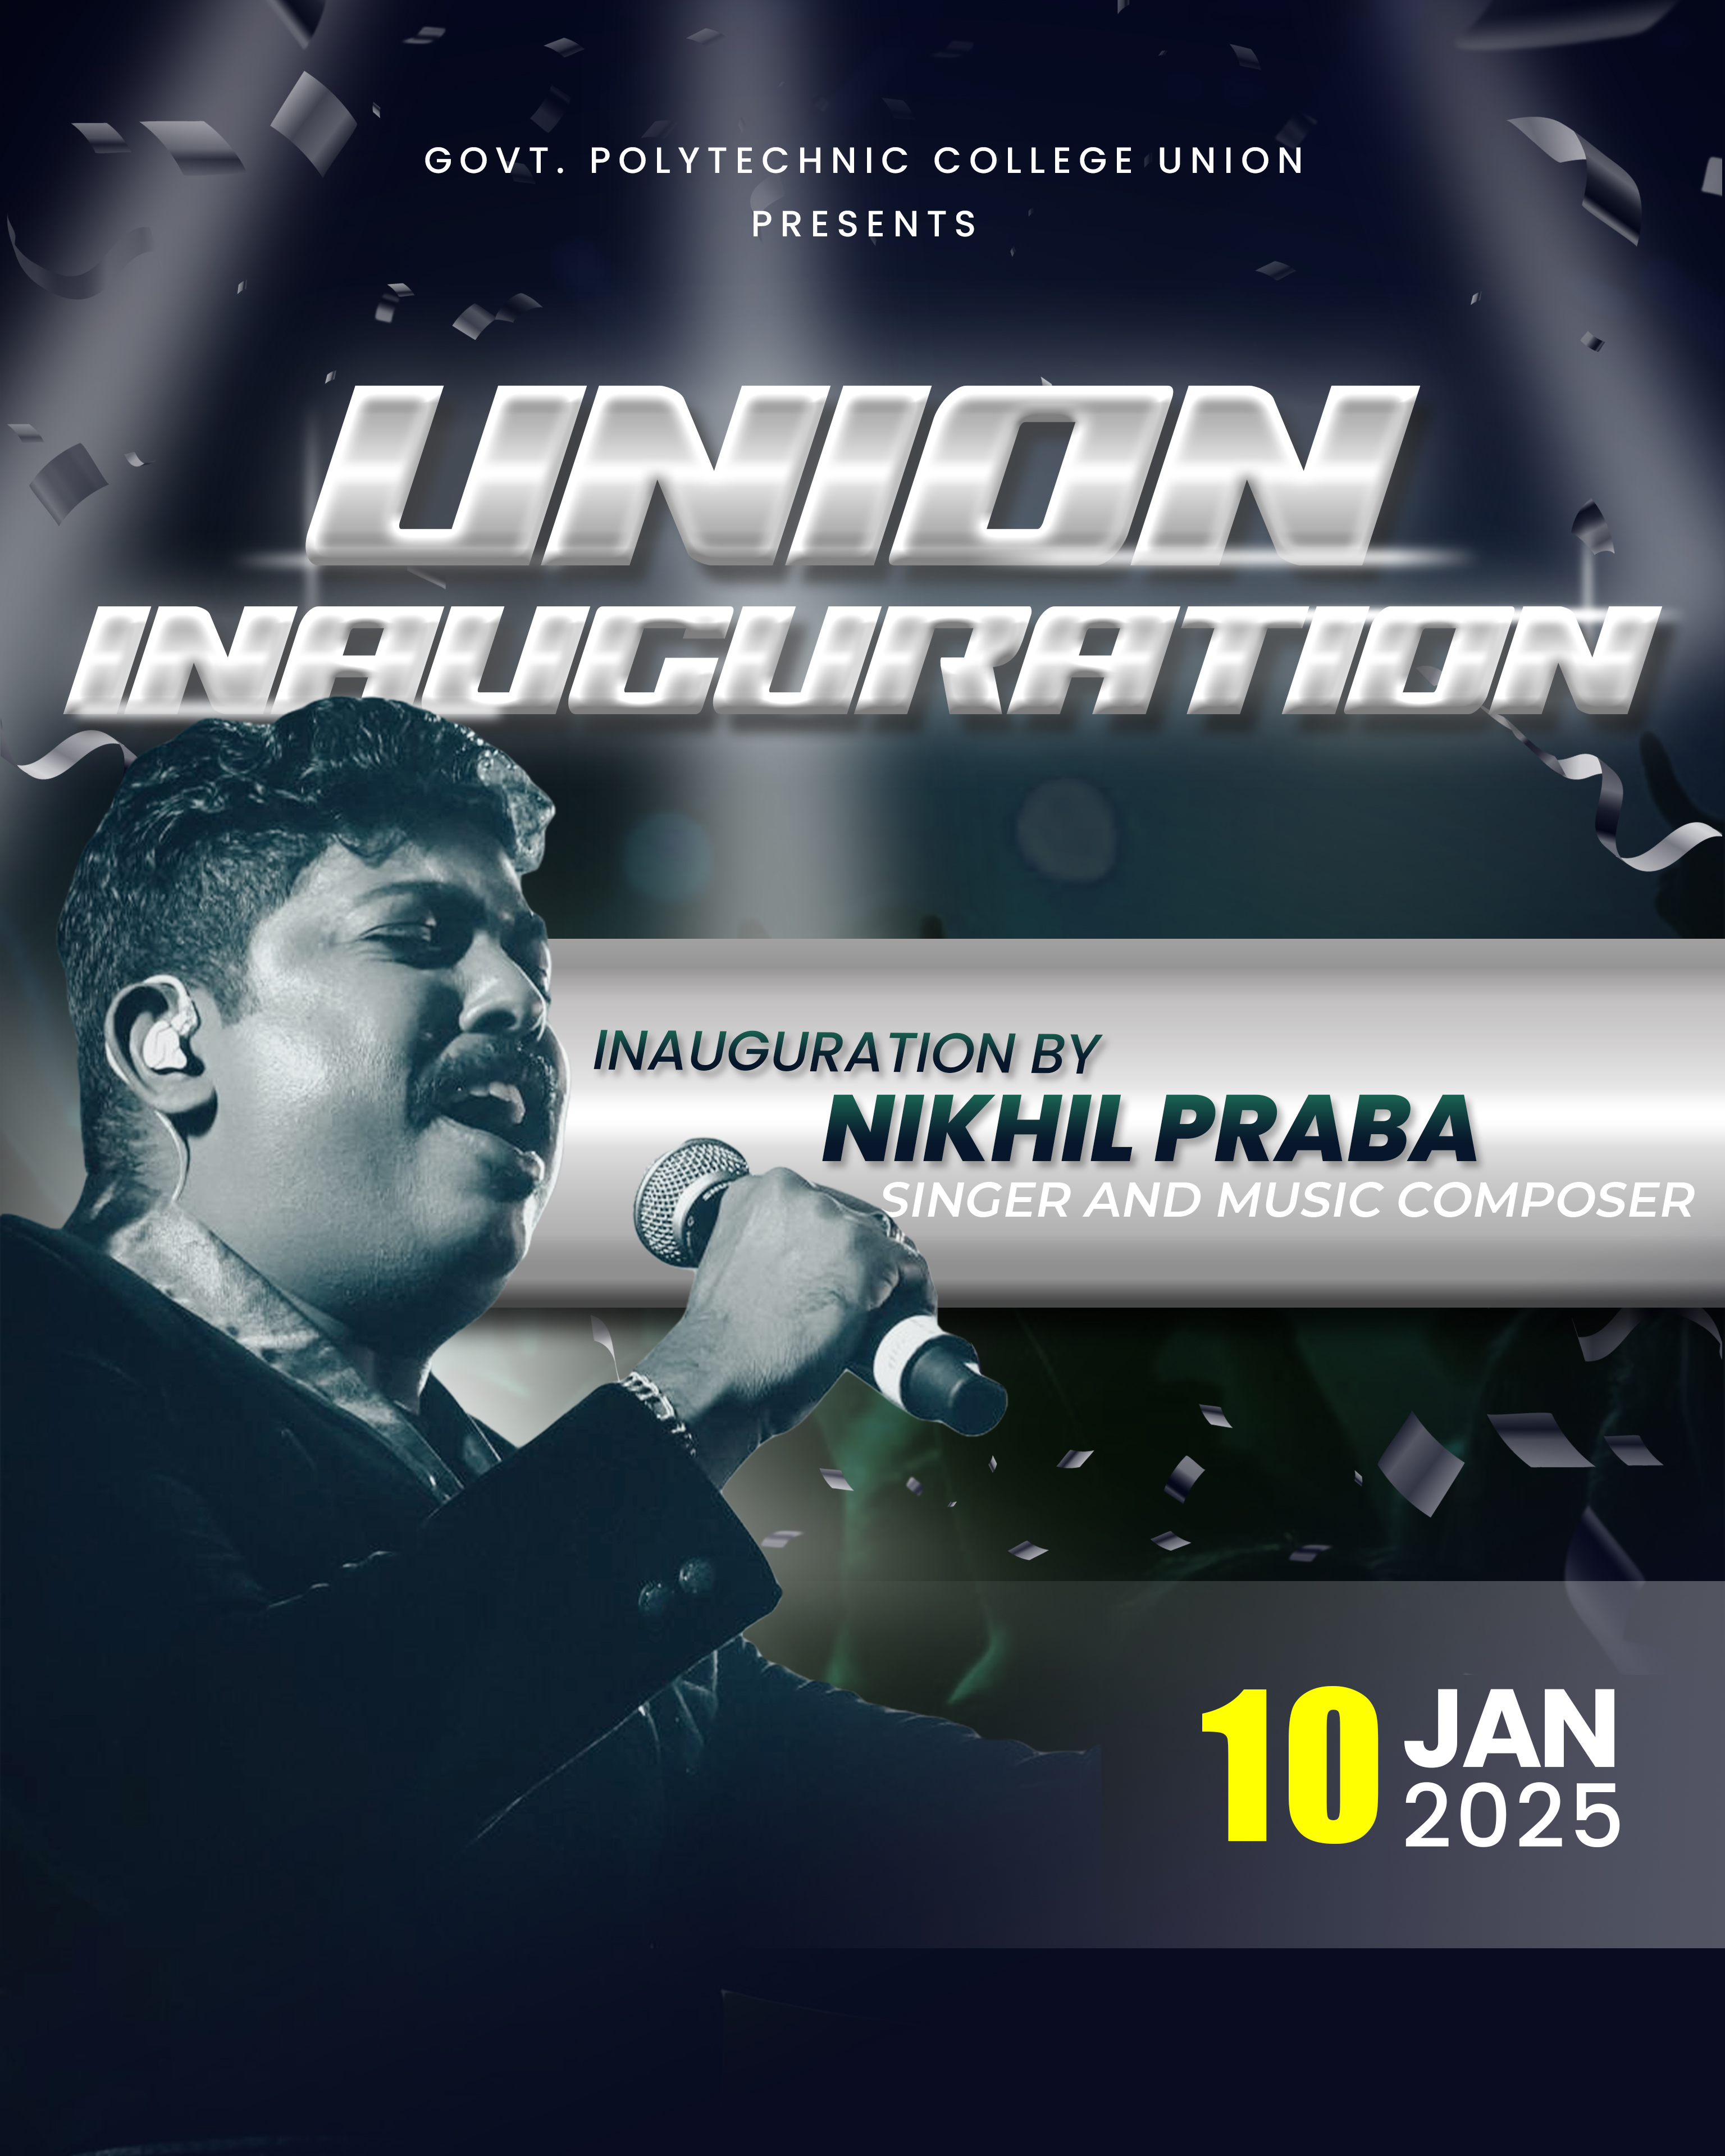 GOVT. POLYTECHNIC COLLEGE UNION
PRESENTS
UNION
INAUGURATION
INAUGURATION BY
NIKHIL PRABA
SINGER AND MUSIC COMPOSER
10 JAN
2025